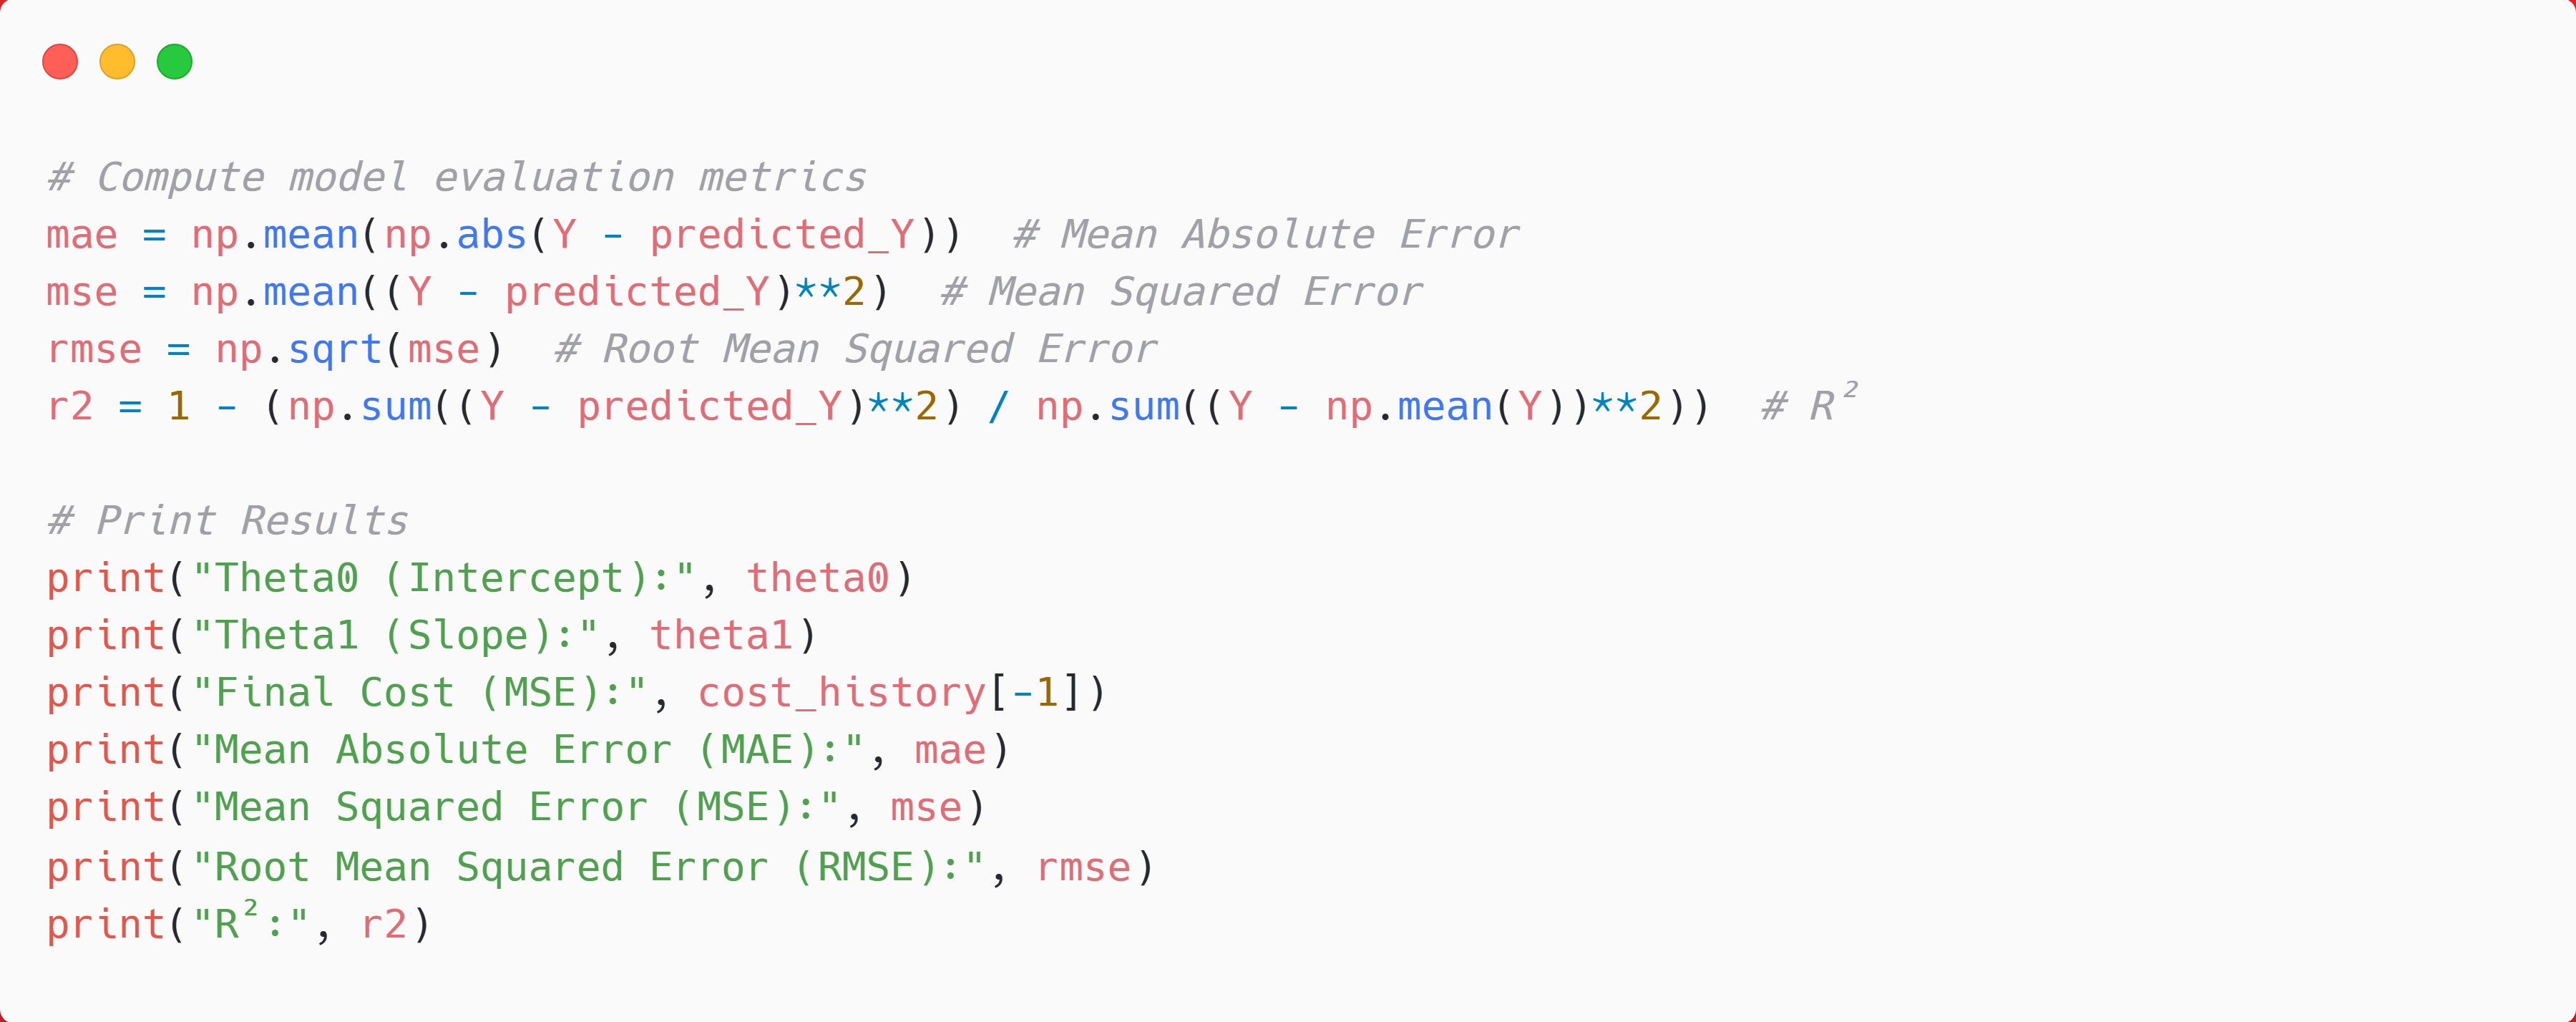 # Compute model evaluation metrics
mae = np.mean(np.abs(Y - predicted_Y))  # Mean Absolute Error
mse = np.mean((Y - predicted_Y)**2)  # Mean Squared Error
rmse = np.sqrt(mse)  # Root Mean Squared Error
r2 = 1 - (np.sum((Y - predicted_Y)**2) / np.sum((Y - np.mean(Y))**2))  # R²
# Print Results
print("Theta0 (Intercept):", theta0)
print("Theta1 (Slope):", theta1)
print("Final Cost (MSE):", cost_history[-1])
print("Mean Absolute Error (MAE):", mae)
print("Mean Squared Error (MSE):", mse)
print("Root Mean Squared Error (RMSE):", rmse)
print("R²:", r2)